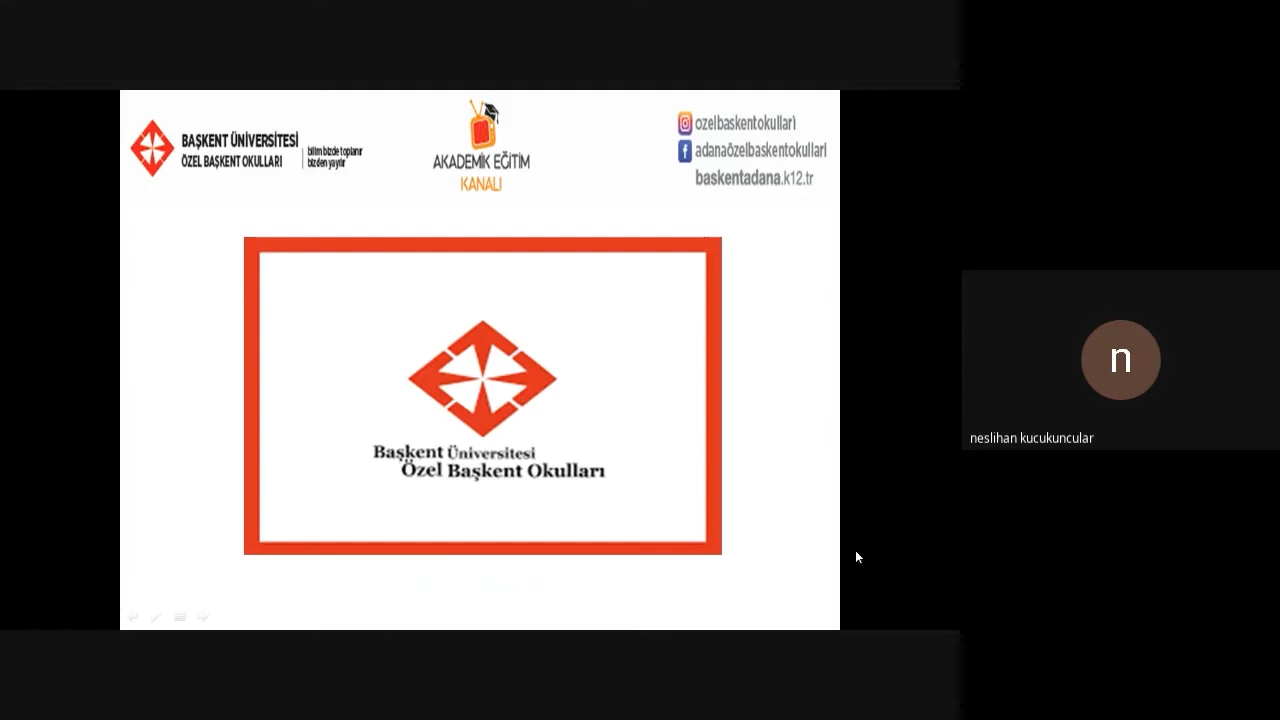 BAŞKENT ÜNİVERSİTESİ
ÖZEL BAŞKENT OKULLARI
bilim bizde toplanır
bizden yayılır
AKADEMİK EĞİTİM
KANALI
ozelbaskentokullari
adanaözelbaskentokullari
baskentadana.k12.tr
Başkent Üniversitesi
Özel Başkent Okulları
n
neslihan kucukuncular